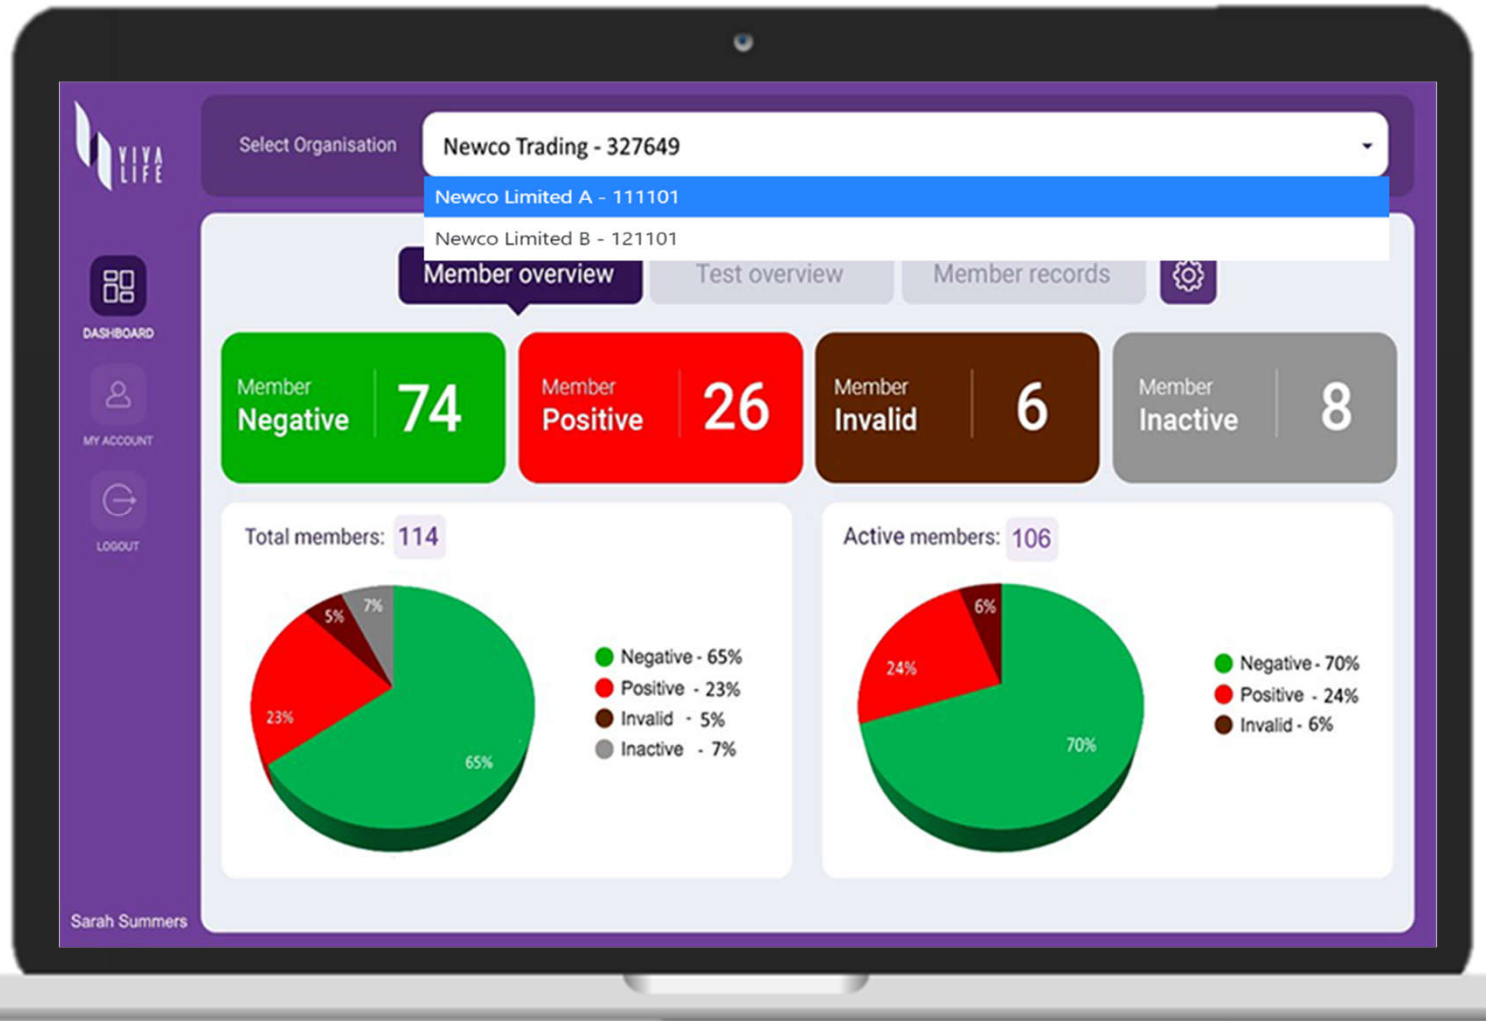 VIVA
LIFE
Select Organisation
Newco Trading - 327649
Newco Limited A - 111101
Newco Limited B - 121101
Member overview
Test overview
Member records
DASHBOARD
MY ACCOUNT
LOGOUT
Sarah Summers
Member
Negative
74
Member
Positive
26
Member
Invalid
6
Member
Inactive
8
Total members: 114
5%
7%
23%
65%
Negative - 65%
Positive - 23%
Invalid - 5%
Inactive - 7%
Active members: 106
6%
24%
70%
Negative - 70%
Positive - 24%
Invalid - 6%